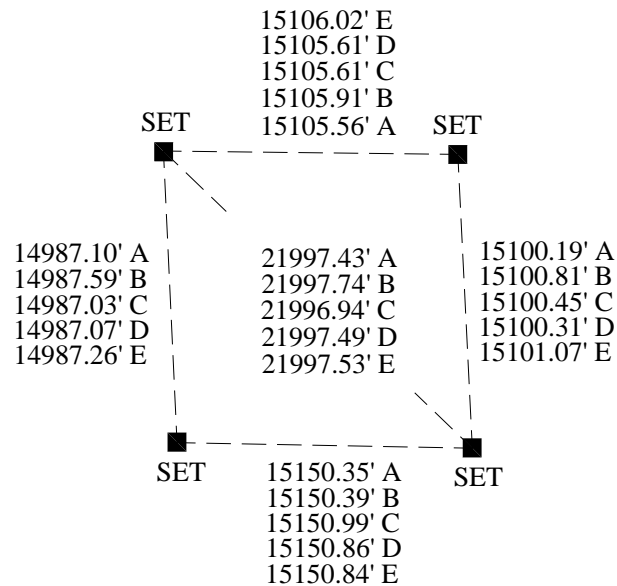 15106.02' E
15105.61' D
15105.61' C
15105.91' B
15105.56' A
SET
SET
14987.10' A
14987.59' B
14987.03' C
14987.07' D
14987.26' E
21997.43' A
21997.74' B
21996.94' C
21997.49' D
21997.53' E
15100.19' A
15100.81' B
15100.45' C
15100.31' D
15101.07' E
SET
SET
15150.35' A
15150.39' B
15150.99' C
15150.86' D
15150.84' E